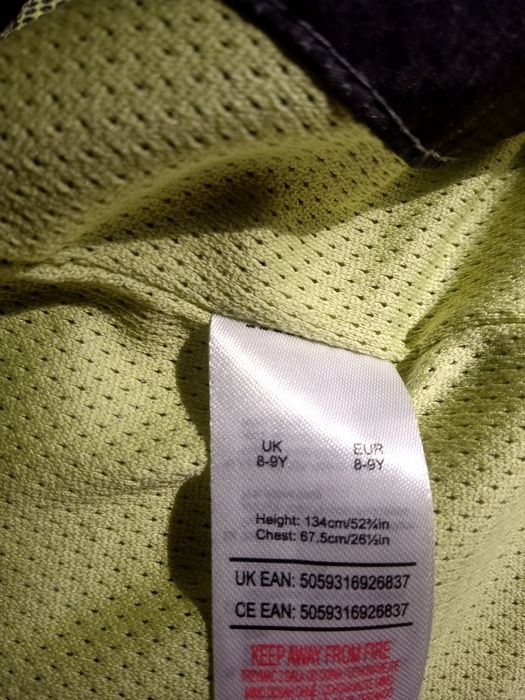 UK EUR
8-9Y 8-9Y
Height: 134cm/52¾in
Chest: 67.5cm/26½in
UK EAN: 5059316926837
CE EAN: 5059316926837
KEEP AWAY FROM FIRE